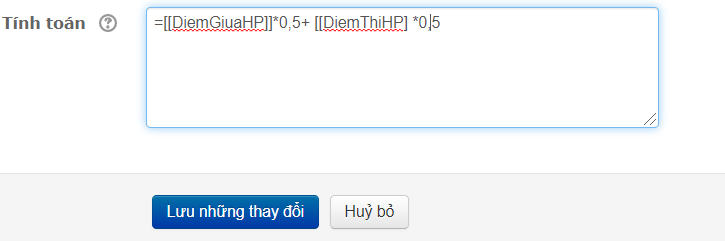 Tính toán
=[[DiemGiuaHP]]*0,5+ [[DiemThiHP] *0,5
Lưu những thay đổi Huỷ bỏ